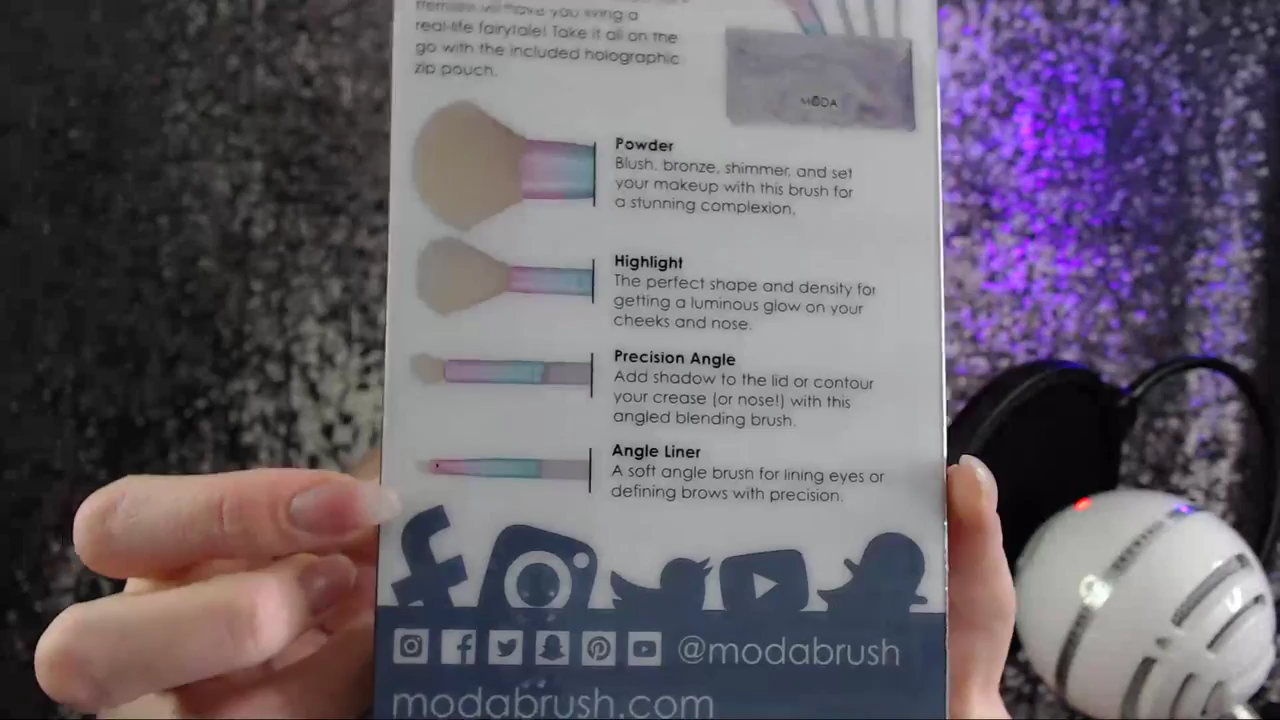 make you living a
real-life fairytale! Take it all on the
go with the included holographic
zip pouch.
MODA
Powder
Blush, bronze, shimmer, and set
your makeup with this brush for
a stunning complexion.
Highlight
The perfect shape and density for
getting a luminous glow on your
cheeks and nose.
Precision Angle
Add shadow to the lid or contour
your crease (or nose!) with this
angled blending brush.
Angle Liner
A soft angle brush for lining eyes or
defining brows with precision.
@modabrush
modabrush.com